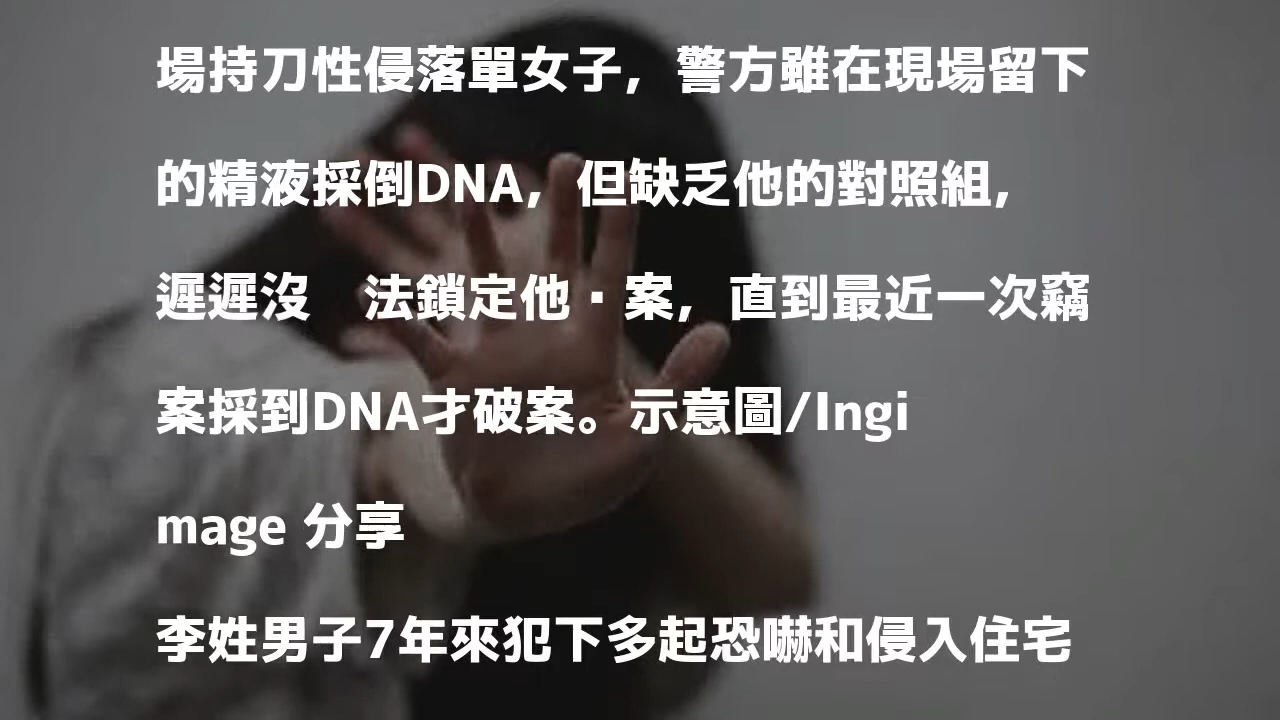 場持刀性侵落單女子，警方雖在現場留下
的精液採倒DNA，但缺乏他的對照組，
遲遲沒　法鎖定他▪案，直到最近一次竊
案採到DNA才破案。示意圖/Ingi
mage 分享
李姓男子7年來犯下多起恐嚇和侵入住宅